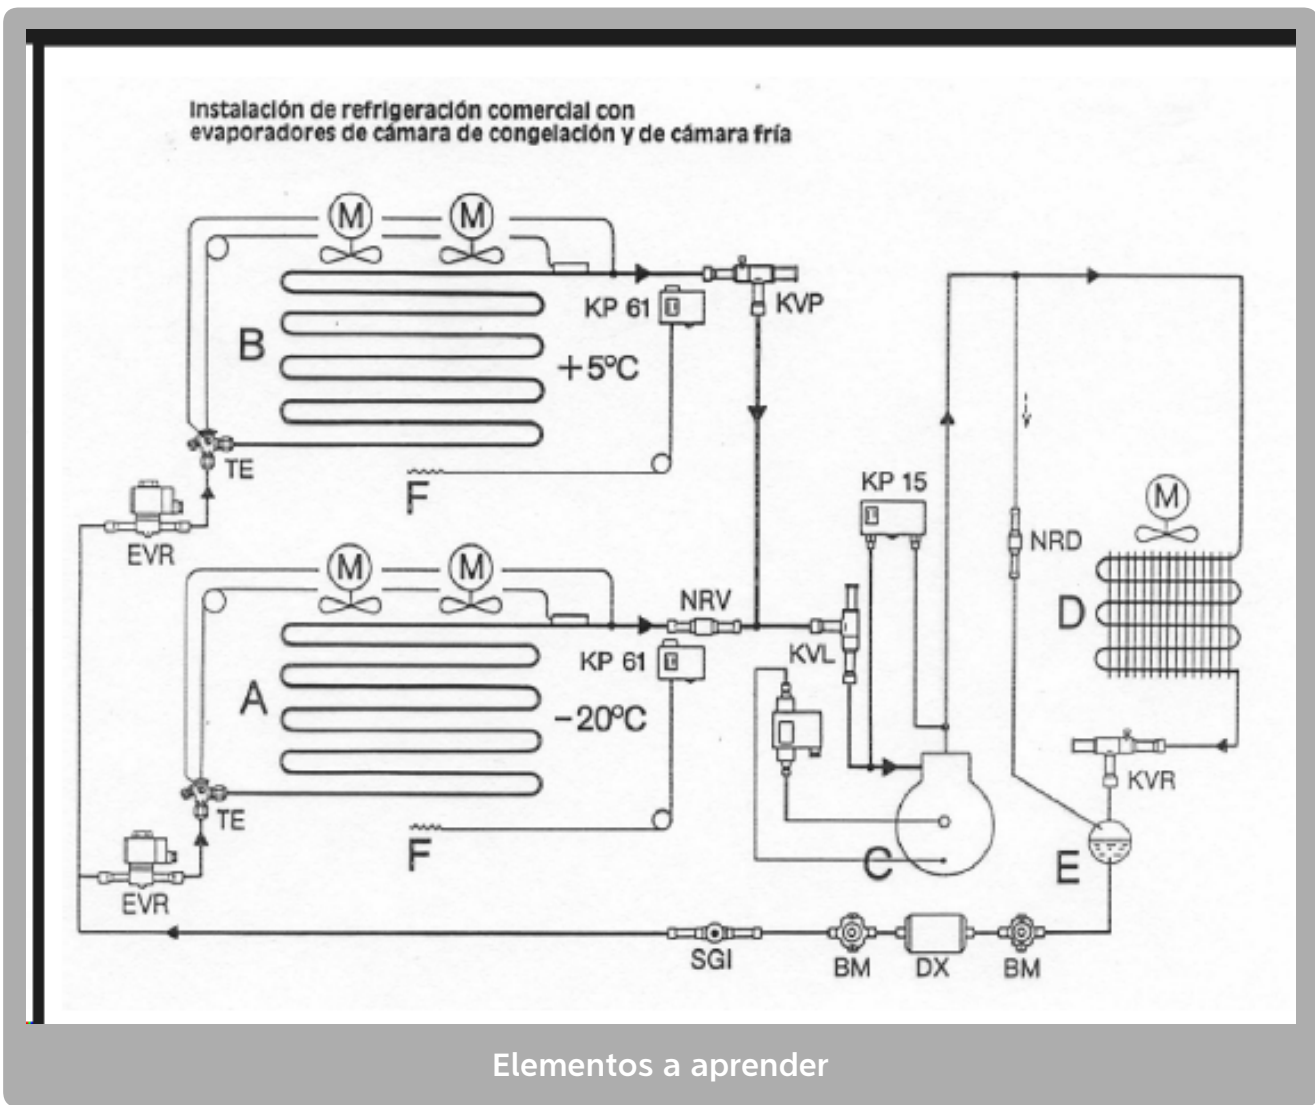 Instalación de refrigeración comercial con
evaporadores de cámara de congelación y de cámara fría
M M
KP 61
KVP
B
+5ºC
TE
F
EVR
KP 15
M
NRD
D
M M
NRV
KVL
KP 61
A
-20ºC
TE
F
EVR
KVR
C
E
SGI
BM
DX
BM
Elementos a aprender